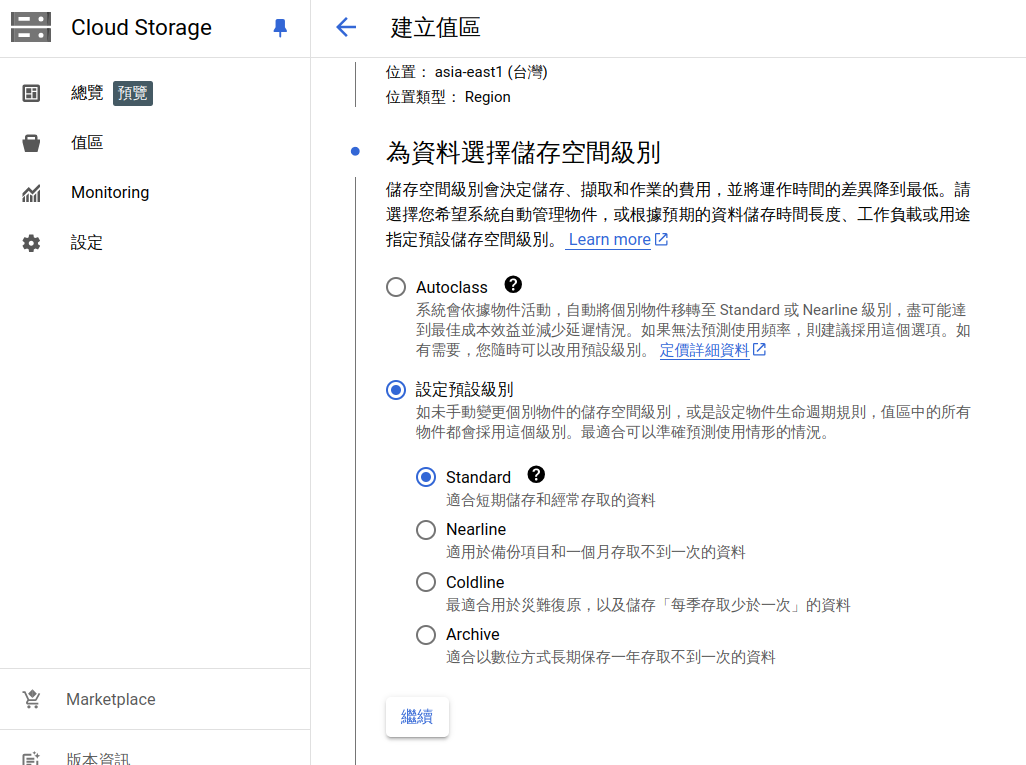 Cloud Storage
總覽 預覽
值區
Monitoring
設定
Marketplace
版本資訊
建立值區
位置： asia-east1 (台灣)
位置類型： Region
為資料選擇儲存空間級別
儲存空間級別會決定儲存、擷取和作業的費用，並將運作時間的差異降到最低。請
選擇您希望系統自動管理物件，或根據預期的資料儲存時間長度、工作負載或用途
指定預設儲存空間級別。 Learn more
Autoclass
系統會依據物件活動，自動將個別物件移轉至 Standard 或 Nearline 級別，盡可能達
到最佳成本效益並減少延遲情況。如果無法預測使用頻率，則建議採用這個選項。如
有需要，您隨時可以改用預設級別。 定價詳細資料
設定預設級別
如未手動變更個別物件的儲存空間級別，或是設定物件生命週期規則，值區中的所有
物件都會採用這個級別。最適合可以準確預測使用情形的情況。
Standard
適合短期儲存和經常存取的資料
Nearline
適用於備份項目和一個月存取不到一次的資料
Coldline
最適合用於災難復原，以及儲存「每季存取少於一次」的資料
Archive
適合以數位方式長期保存一年存取不到一次的資料
繼續